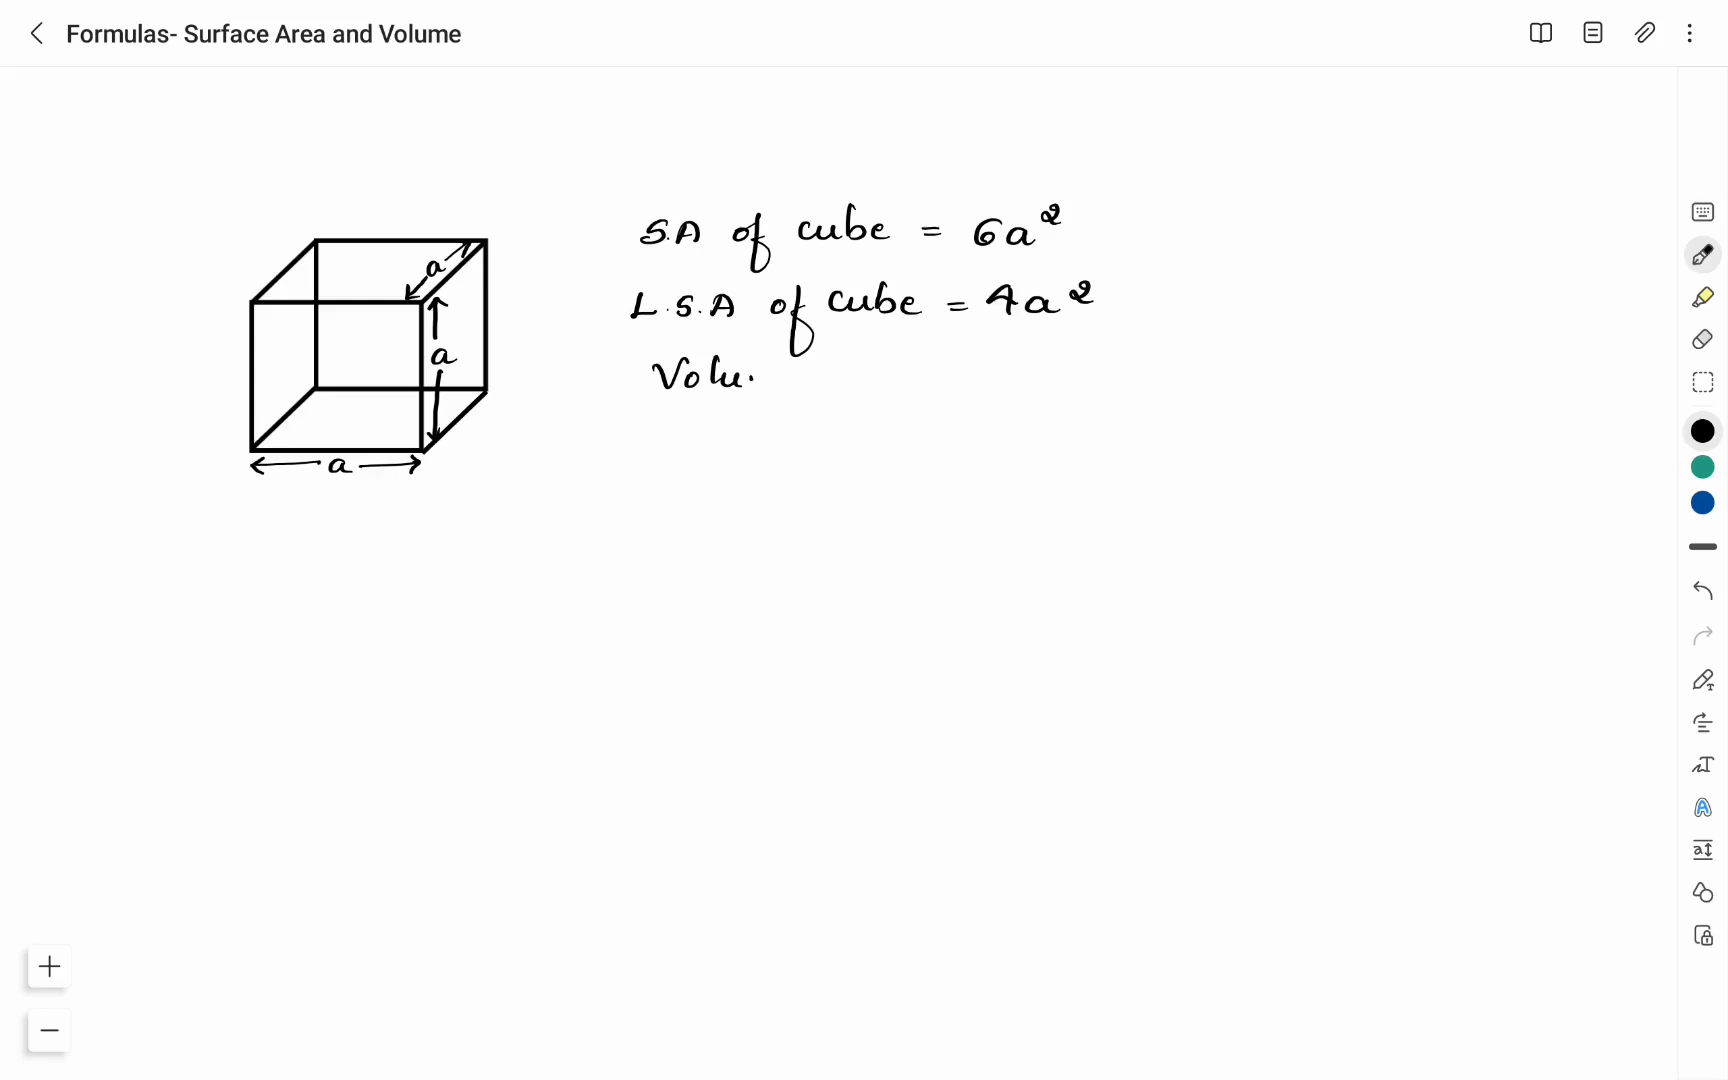 Formulas- Surface Area and Volume
S.A of cube = 6a²
L.S.A of cube = 4a²
Volu.
a
a
a